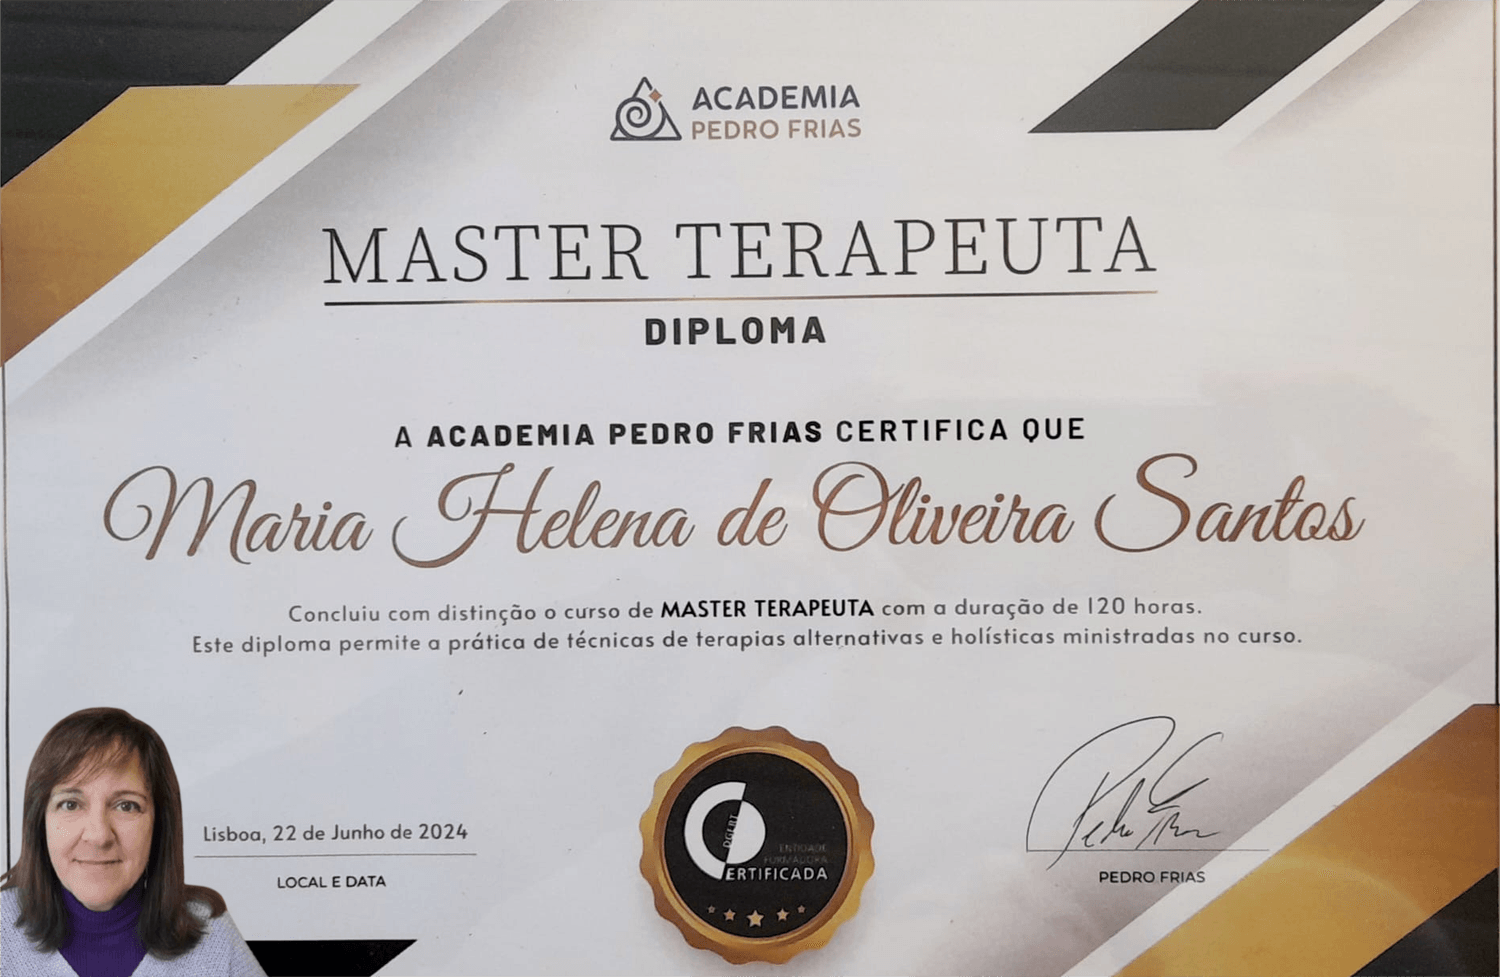 ACADEMIA
PEDRO FRIAS
MASTER TERAPEUTA
DIPLOMA
A ACADEMIA PEDRO FRIAS CERTIFICA QUE
Maria Helena de Oliveira Santos
Concluiu com distinção o curso de MASTER TERAPEUTA com a duração de 120 horas.
Este diploma permite a prática de técnicas de terapias alternativas e holísticas ministradas no curso.
Lisboa, 22 de Junho de 2024
LOCAL E DATA
DGERT
ENTIDADE
FORMADORA
CERTIFICADA
Pedro Frias
PEDRO FRIAS